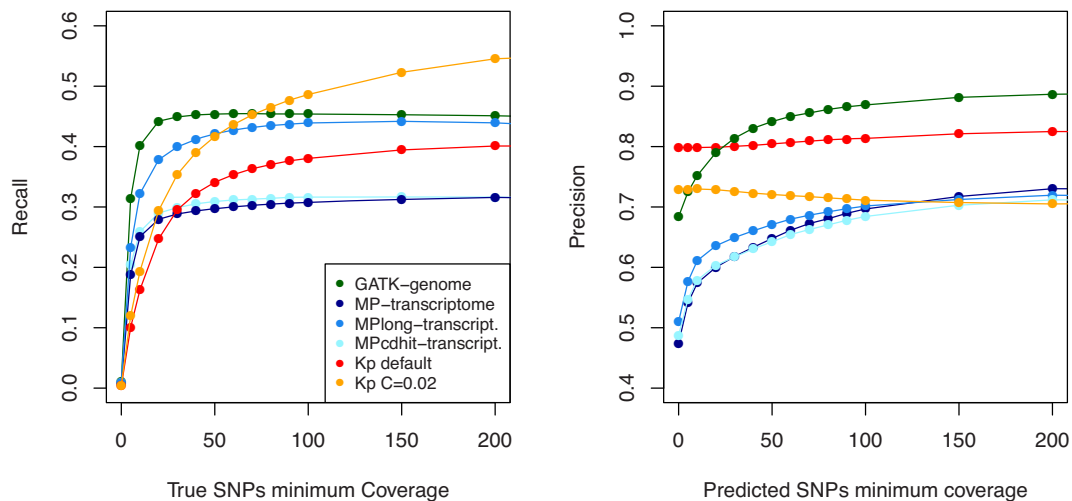 Recall
0.6
0.5
0.4
0.3
0.2
0.1
0.0
GATK−genome
MP−transcriptome
MPlong−transcript.
MPcdhit−transcript.
Kp default
Kp C=0.02
0 50 100 150 200
True SNPs minimum Coverage
Precision
1.0
0.9
0.8
0.7
0.6
0.5
0.4
0 50 100 150 200
Predicted SNPs minimum coverage